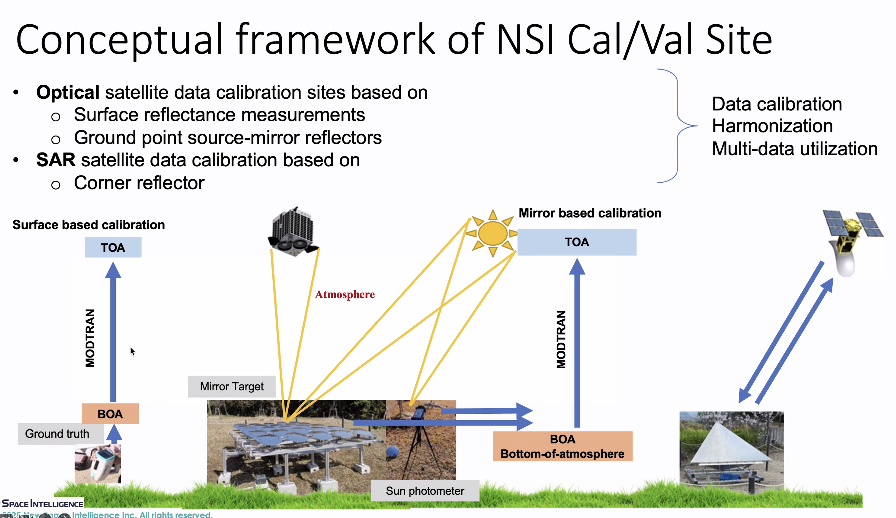 Conceptual framework of NSI Cal/Val Site
• Optical satellite data calibration sites based on
o Surface reflectance measurements
o Ground point source-mirror reflectors
• SAR satellite data calibration based on
o Corner reflector
Data calibration
Harmonization
Multi-data utilization
Surface based calibration
TOA
MODTRAN
BOA
Ground truth
Atmosphere
Mirror Target
Sun photometer
Mirror based calibration
TOA
MODTRAN
BOA
Bottom-of-atmosphere
SPACE INTELLIGENCE
Intelligence Inc. All rights reserved.